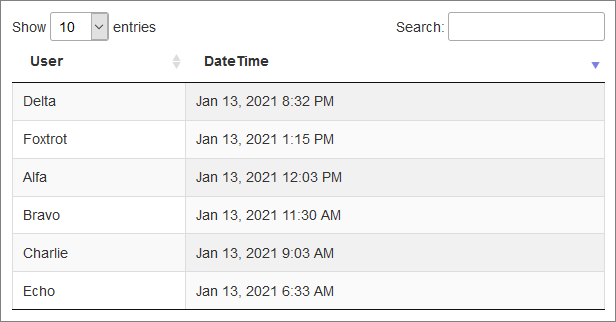 Show 10 entries Search:
User DateTime
Delta Jan 13, 2021 8:32 PM
Foxtrot Jan 13, 2021 1:15 PM
Alfa Jan 13, 2021 12:03 PM
Bravo Jan 13, 2021 11:30 AM
Charlie Jan 13, 2021 9:03 AM
Echo Jan 13, 2021 6:33 AM